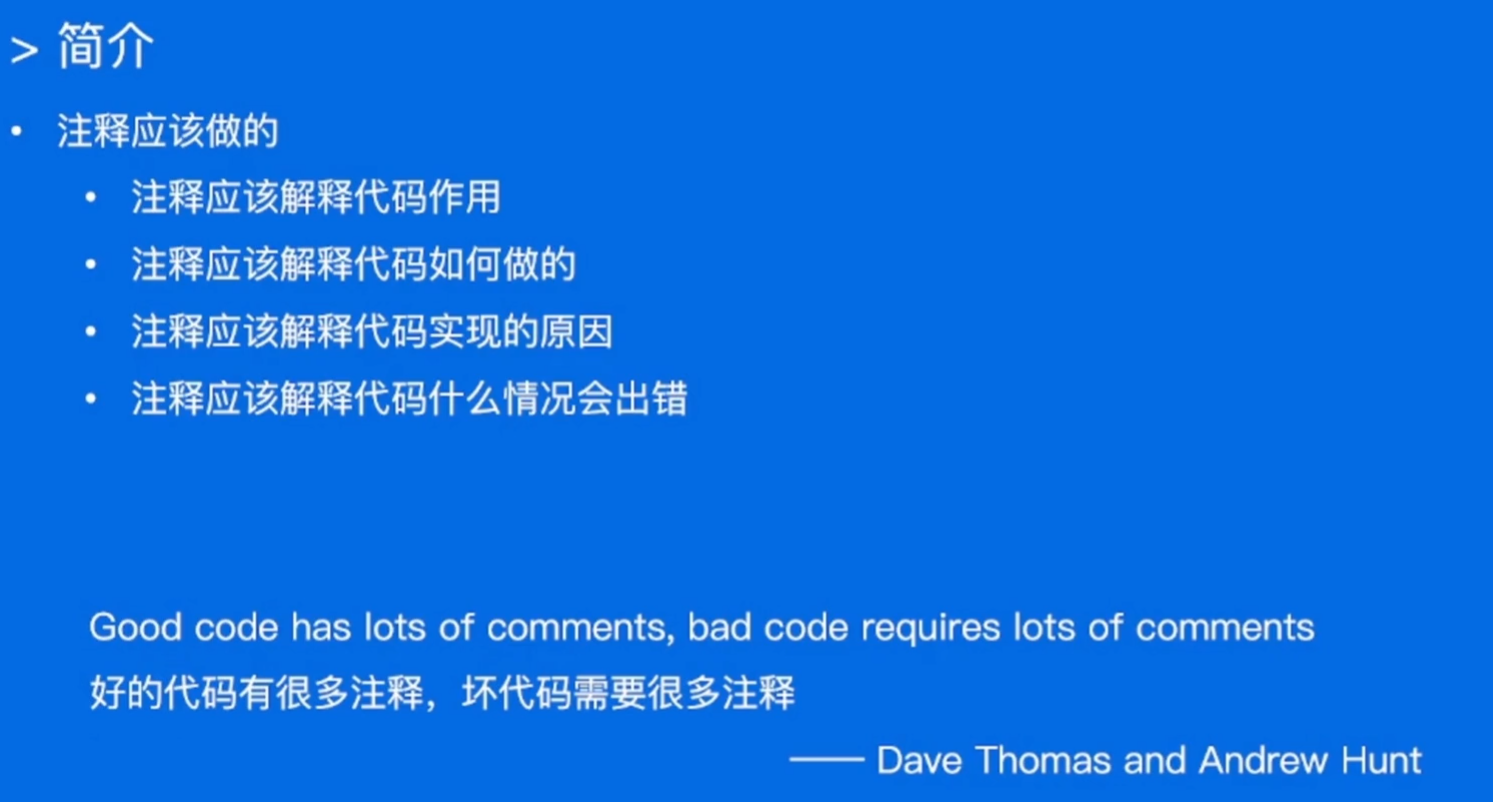 > 简介
• 注释应该做的
• 注释应该解释代码作用
• 注释应该解释代码如何做的
• 注释应该解释代码实现的原因
• 注释应该解释代码什么情况会出错
Good code has lots of comments, bad code requires lots of comments
好的代码有很多注释，坏代码需要很多注释
—— Dave Thomas and Andrew Hunt